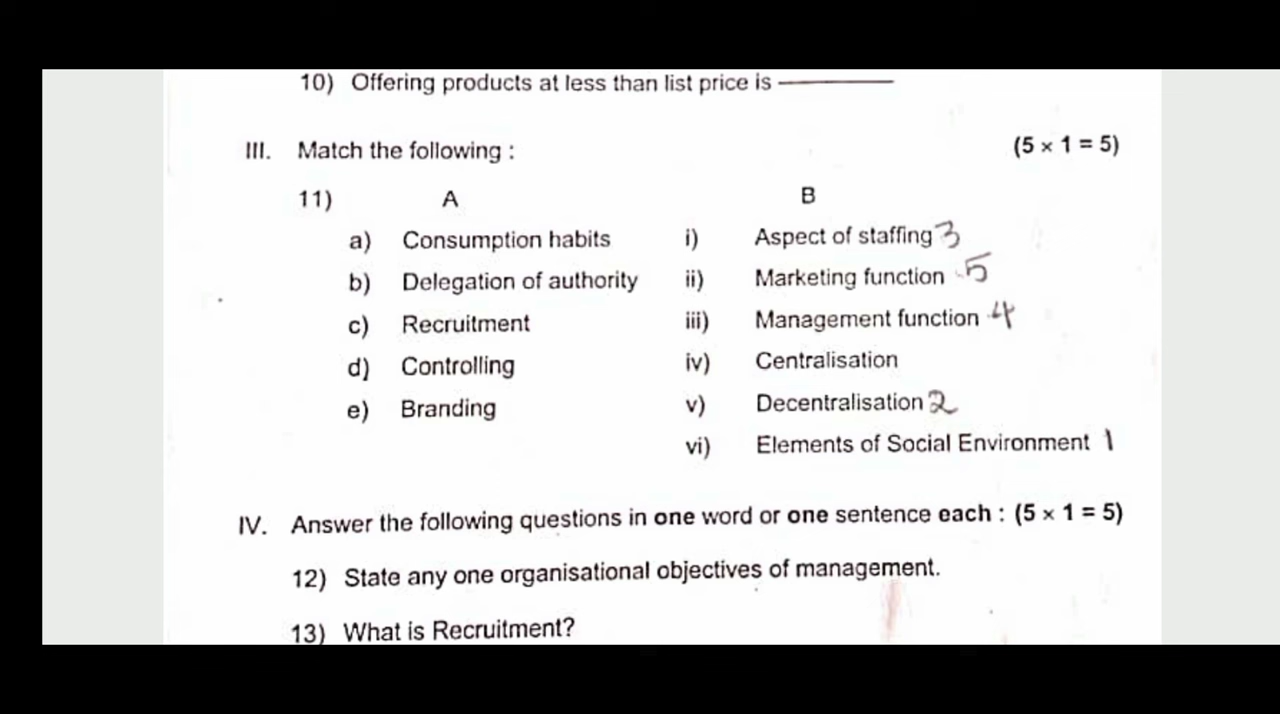 10) Offering products at less than list price is
III. Match the following : (5 × 1 = 5)
11) A B
a) Consumption habits i) Aspect of staffing 3
b) Delegation of authority ii) Marketing function 5
c) Recruitment iii) Management function 4
d) Controlling iv) Centralisation
e) Branding v) Decentralisation 2
vi) Elements of Social Environment 1
IV. Answer the following questions in one word or one sentence each : (5 × 1 = 5)
12) State any one organisational objectives of management.
13) What is Recruitment?